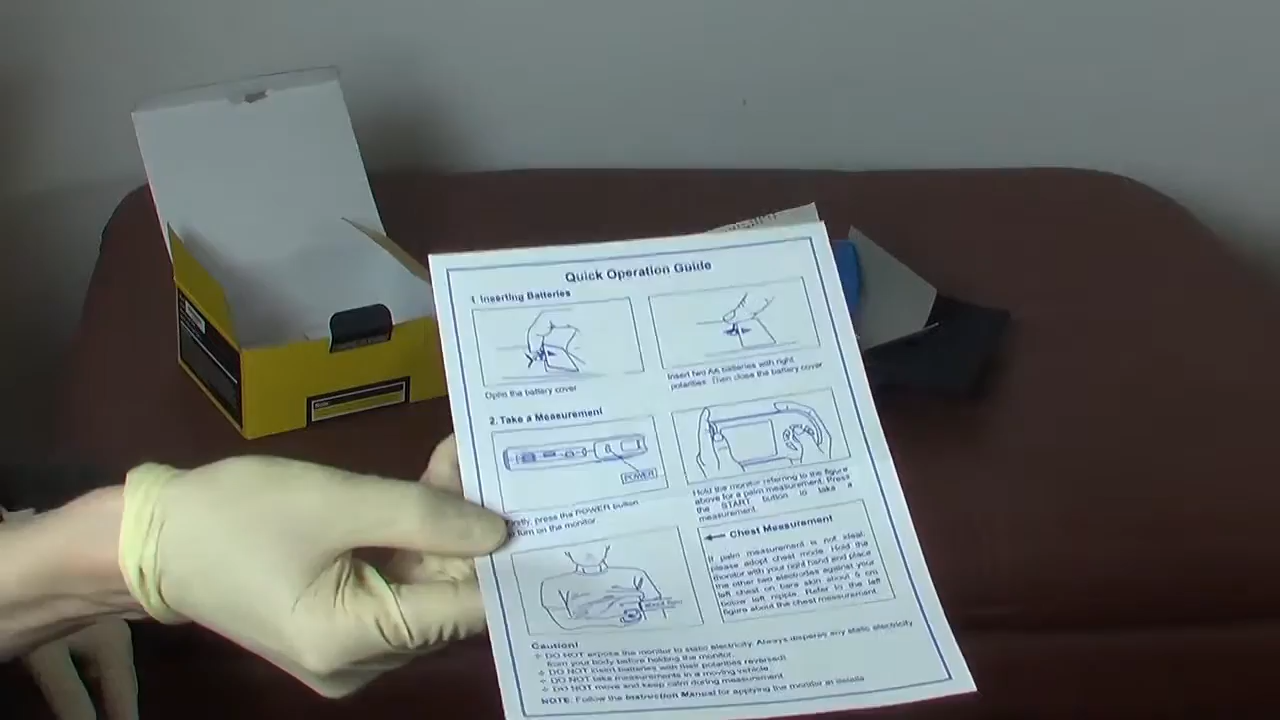 Quick Operation Guide
1. Inserting Batteries
Open the battery cover
Insert two AA batteries with right
polarities. Then close the battery cover
2. Take a Measurement
POWER
Firstly, press the POWER button
turn on the monitor.
Hold the monitor referring to the figure
above for a palm measurement. Press
the START button to take a
measurement.
Chest Measurement
If palm measurement is not ideal,
please adopt chest mode. Hold the
monitor with your right hand and place
the other two electrodes against your
left chest on bare skin about 5 cm
below left nipple. Refer to the left
figure about the chest measurement.
Caution!
DO NOT expose the monitor to static electricity. Always dispense any static electricity
from your body before holding the monitor.
DO NOT insert batteries with their polarities reversed!
DO NOT take measurements in a moving vehicle.
DO NOT move and keep calm during measurement.
NOTE: Follow the Instruction Manual for applying the monitor in details